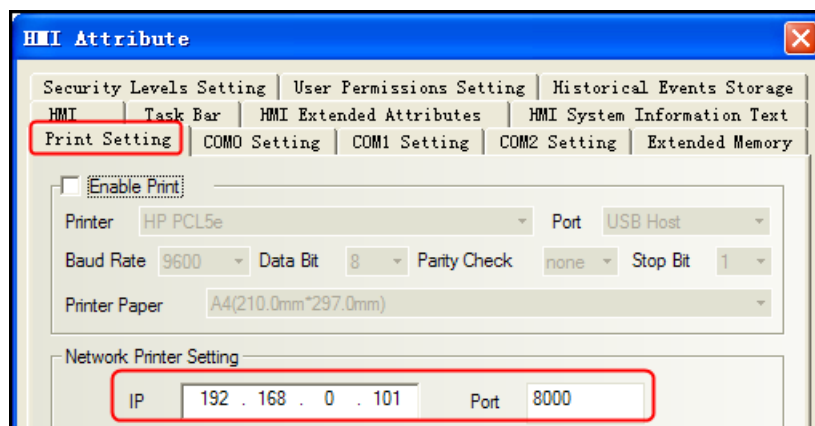 HMI Attribute
Security Levels Setting User Permissions Setting Historical Events Storage
HMI Task Bar HMI Extended Attributes HMI System Information Text
Print Setting COM0 Setting COM1 Setting COM2 Setting Extended Memory
Enable Print
Printer HP PCL5e Port USB Host
Baud Rate 9600 Data Bit 8 Parity Check none Stop Bit 1
Printer Paper A4(210.0mm*297.0mm)
Network Printer Setting
IP 192 . 168 . 0 . 101 Port 8000